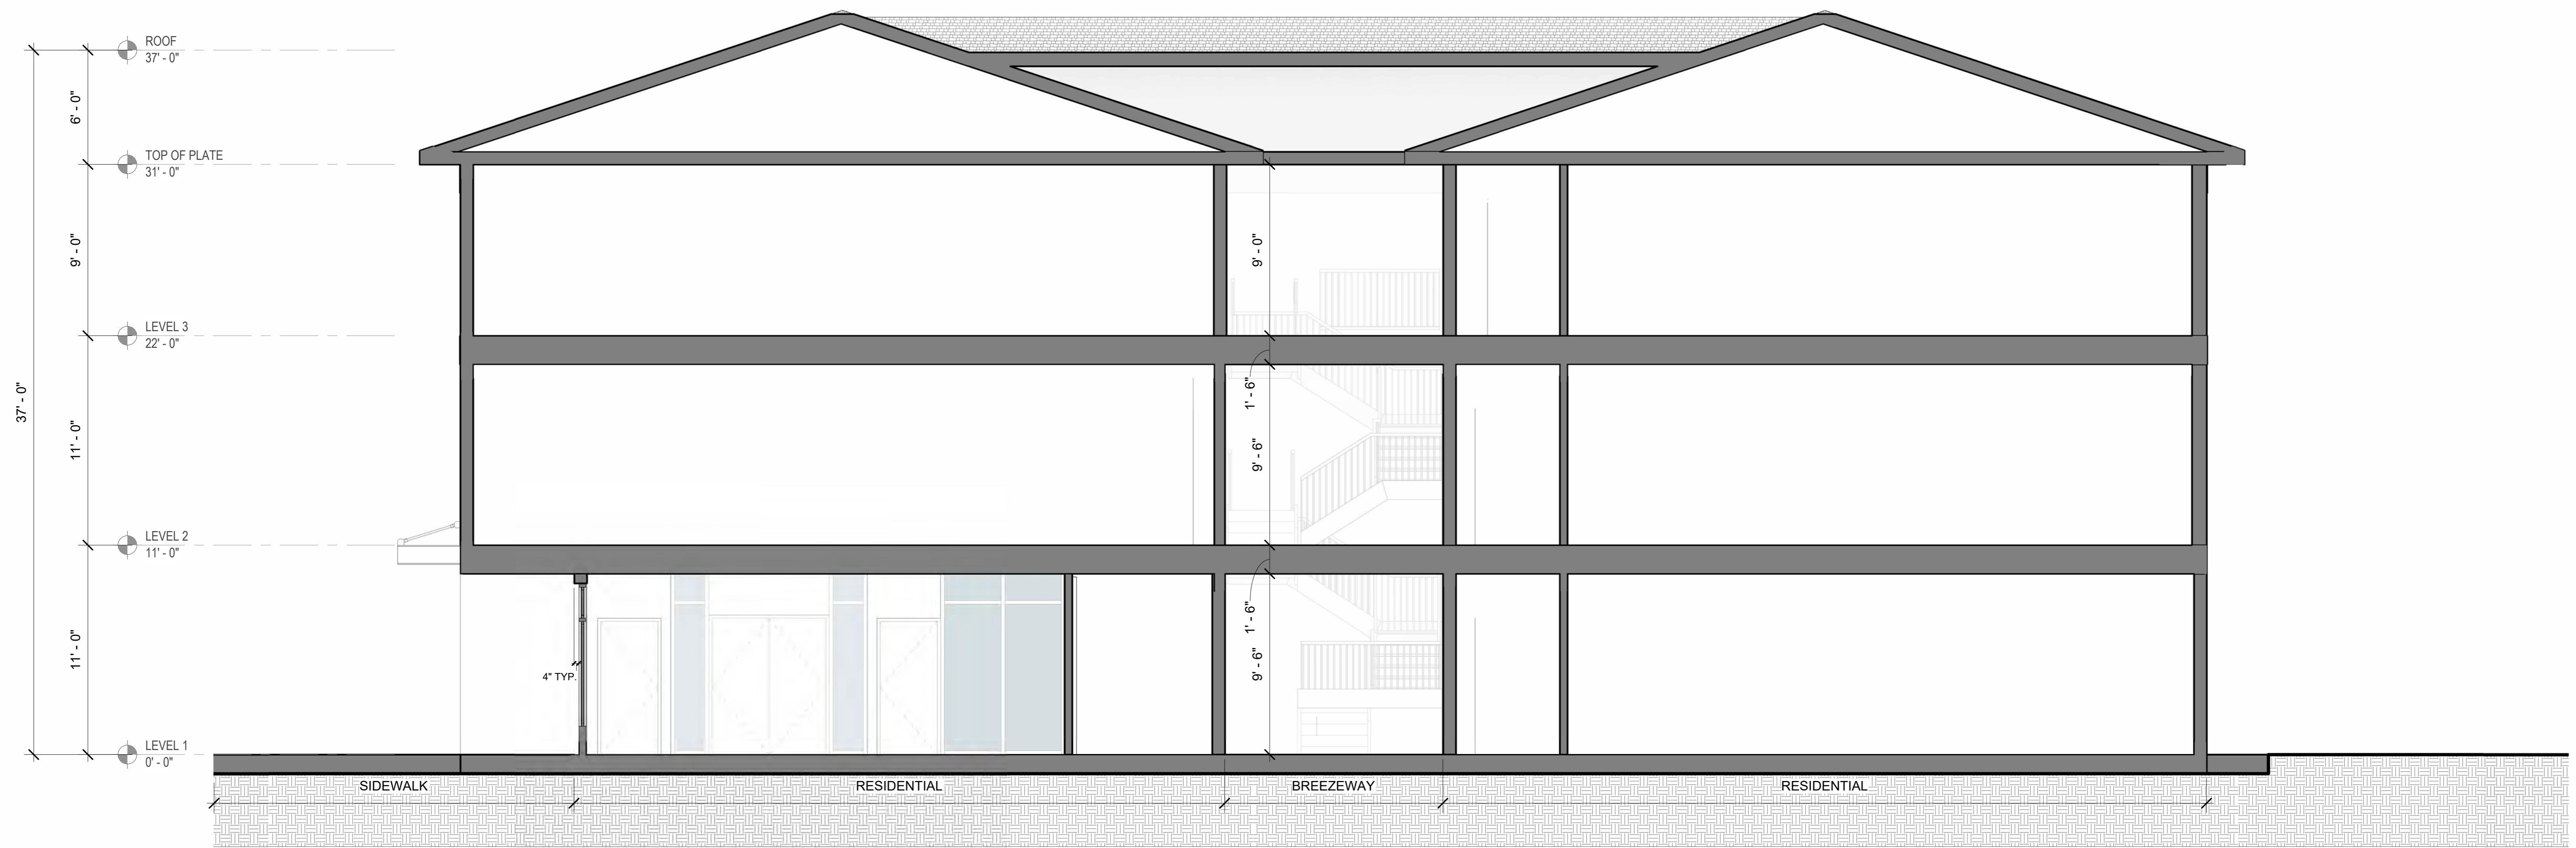 ROOF
37' - 0"
6' - 0"
TOP OF PLATE
31' - 0"
9' - 0"
9' - 0"
LEVEL 3
22' - 0"
37' - 0"
1' - 6"
11' - 0"
9' - 6"
LEVEL 2
11' - 0"
1' - 6"
11' - 0"
9' - 6"
4" TYP.
LEVEL 1
0' - 0"
SIDEWALK
RESIDENTIAL
BREEZEWAY
RESIDENTIAL